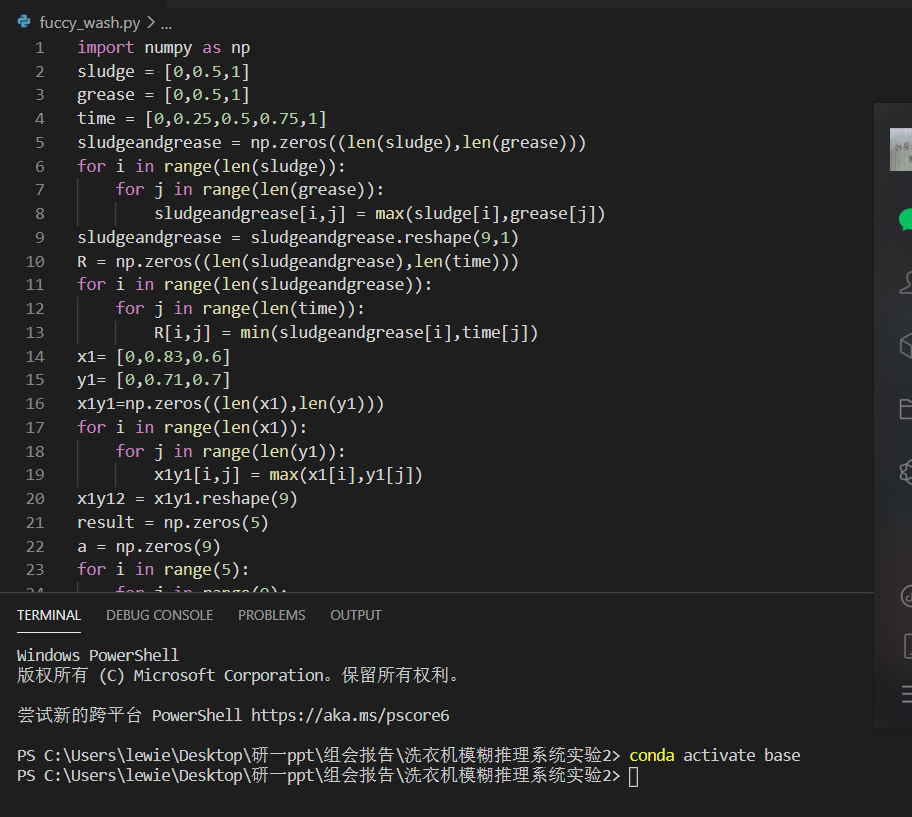 fuccy_wash.py > ...
1 import numpy as np
2 sludge = [0,0.5,1]
3 grease = [0,0.5,1]
4 time = [0,0.25,0.5,0.75,1]
5 sludgeandgrease = np.zeros((len(sludge),len(grease)))
6 for i in range(len(sludge)):
7     for j in range(len(grease)):
8         sludgeandgrease[i,j] = max(sludge[i],grease[j])
9 sludgeandgrease = sludgeandgrease.reshape(9,1)
10 R = np.zeros((len(sludgeandgrease),len(time)))
11 for i in range(len(sludgeandgrease)):
12     for j in range(len(time)):
13         R[i,j] = min(sludgeandgrease[i],time[j])
14 x1= [0,0.83,0.6]
15 y1= [0,0.71,0.7]
16 x1y1=np.zeros((len(x1),len(y1)))
17 for i in range(len(x1)):
18     for j in range(len(y1)):
19         x1y1[i,j] = max(x1[i],y1[j])
20 x1y12 = x1y1.reshape(9)
21 result = np.zeros(5)
22 a = np.zeros(9)
23 for i in range(5):
24     for j in range(9):
TERMINAL DEBUG CONSOLE PROBLEMS OUTPUT
Windows PowerShell
版权所有 (C) Microsoft Corporation。保留所有权利。
尝试新的跨平台 PowerShell https://aka.ms/pscore6
PS C:\Users\lewie\Desktop\研一ppt\组会报告\洗衣机模糊推理系统实验2> conda activate base
PS C:\Users\lewie\Desktop\研一ppt\组会报告\洗衣机模糊推理系统实验2>